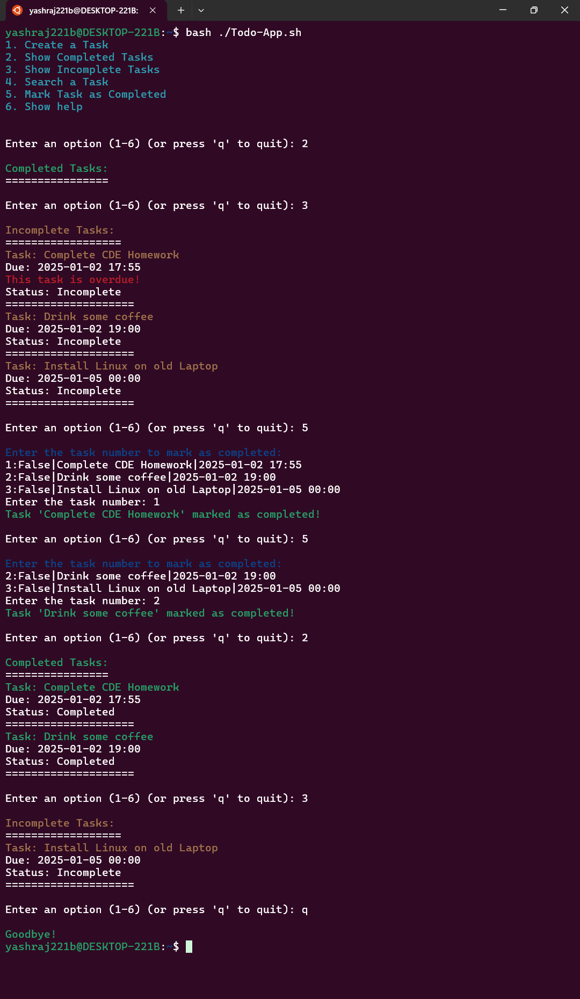 yashraj221b@DESKTOP-221B:
yashraj221b@DESKTOP-221B:~$ bash ./Todo-App.sh
1. Create a Task
2. Show Completed Tasks
3. Show Incomplete Tasks
4. Search a Task
5. Mark Task as Completed
6. Show help
Enter an option (1-6) (or press 'q' to quit): 2
Completed Tasks:
================
Enter an option (1-6) (or press 'q' to quit): 3
Incomplete Tasks:
==================
Task: Complete CDE Homework
Due: 2025-01-02 17:55
This task is overdue!
Status: Incomplete
====================
Task: Drink some coffee
Due: 2025-01-02 19:00
Status: Incomplete
====================
Task: Install Linux on old Laptop
Due: 2025-01-05 00:00
Status: Incomplete
====================
Enter an option (1-6) (or press 'q' to quit): 5
Enter the task number to mark as completed:
1:False|Complete CDE Homework|2025-01-02 17:55
2:False|Drink some coffee|2025-01-02 19:00
3:False|Install Linux on old Laptop|2025-01-05 00:00
Enter the task number: 1
Task 'Complete CDE Homework' marked as completed!
Enter an option (1-6) (or press 'q' to quit): 5
Enter the task number to mark as completed:
2:False|Drink some coffee|2025-01-02 19:00
3:False|Install Linux on old Laptop|2025-01-05 00:00
Enter the task number: 2
Task 'Drink some coffee' marked as completed!
Enter an option (1-6) (or press 'q' to quit): 2
Completed Tasks:
================
Task: Complete CDE Homework
Due: 2025-01-02 17:55
Status: Completed
====================
Task: Drink some coffee
Due: 2025-01-02 19:00
Status: Completed
====================
Enter an option (1-6) (or press 'q' to quit): 3
Incomplete Tasks:
==================
Task: Install Linux on old Laptop
Due: 2025-01-05 00:00
Status: Incomplete
====================
Enter an option (1-6) (or press 'q' to quit): q
Goodbye!
yashraj221b@DESKTOP-221B:~$